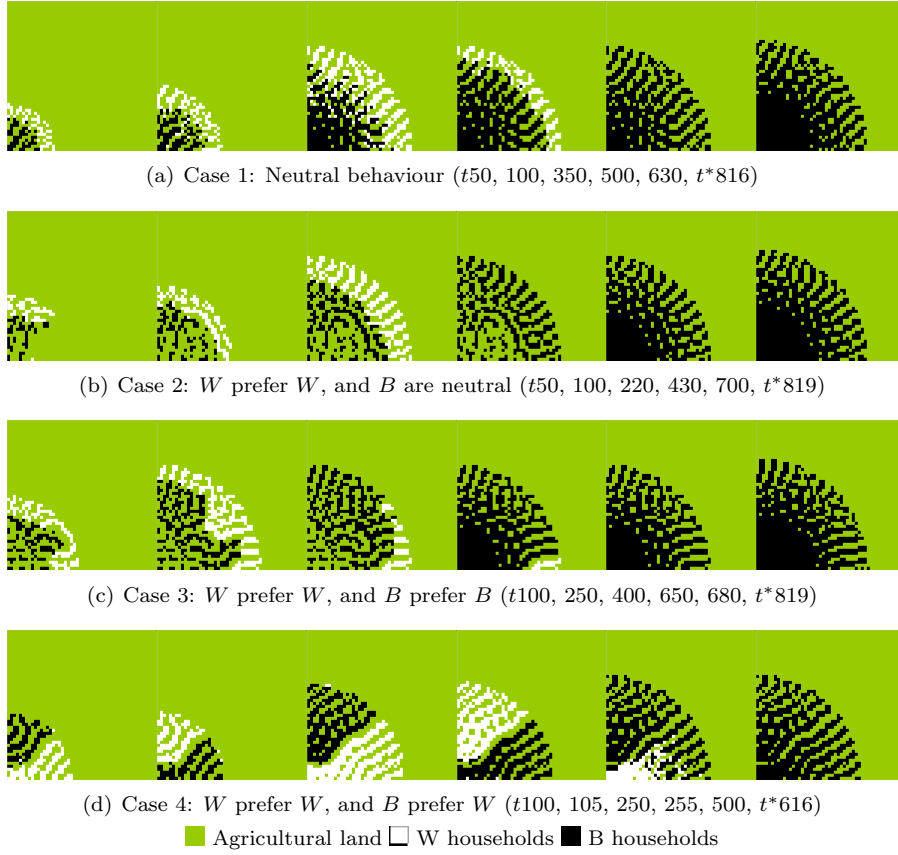 (a) Case 1: Neutral behaviour (t50, 100, 350, 500, 630, t*816)
(b) Case 2: W prefer W, and B are neutral (t50, 100, 220, 430, 700, t*819)
(c) Case 3: W prefer W, and B prefer B (t100, 250, 400, 650, 680, t*819)
(d) Case 4: W prefer W, and B prefer W (t100, 105, 250, 255, 500, t*616)
Agricultural land W households B households